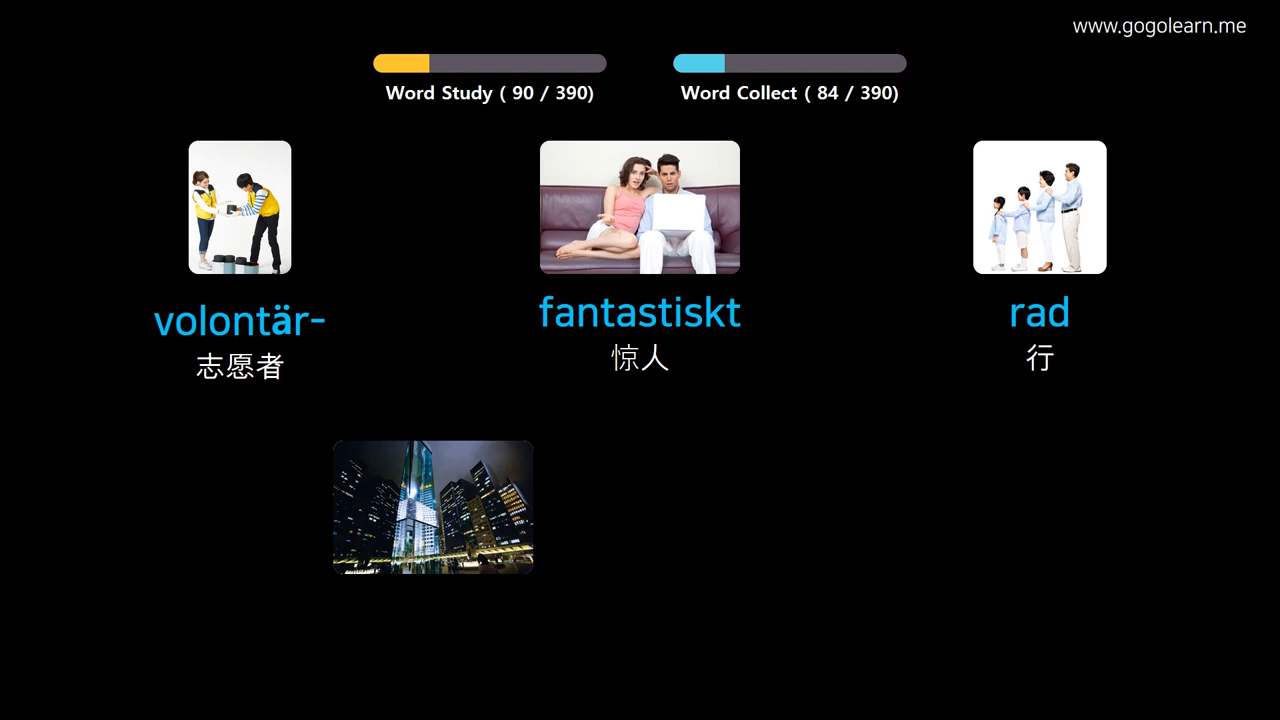 www.gogolearn.me
Word Study ( 90 / 390)
Word Collect ( 84 / 390)
volontär-
志愿者
fantastiskt
惊人
rad
行